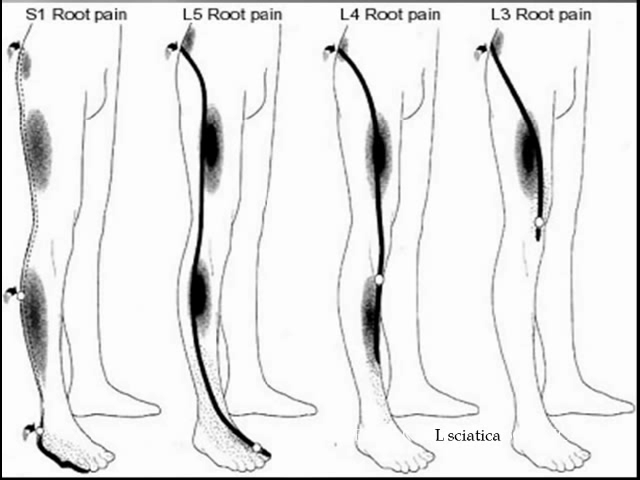 S1 Root pain
L5 Root pain
L4 Root pain
L3 Root pain
L sciatica